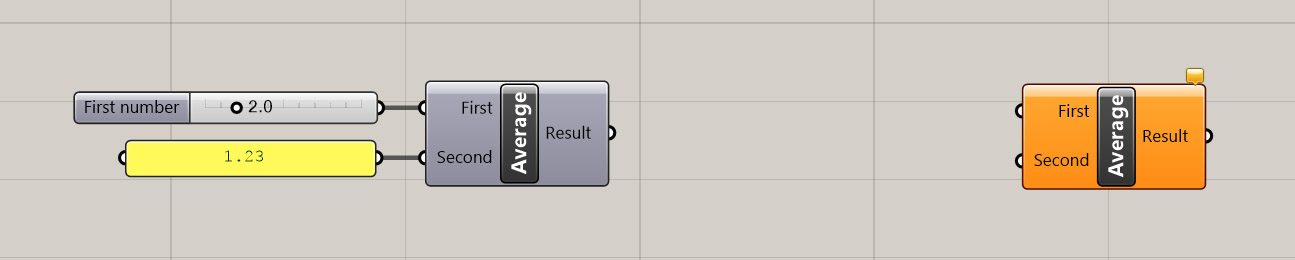 First number
2.0
1.23
First
Second
Average
Result
First
Second
Average
Result